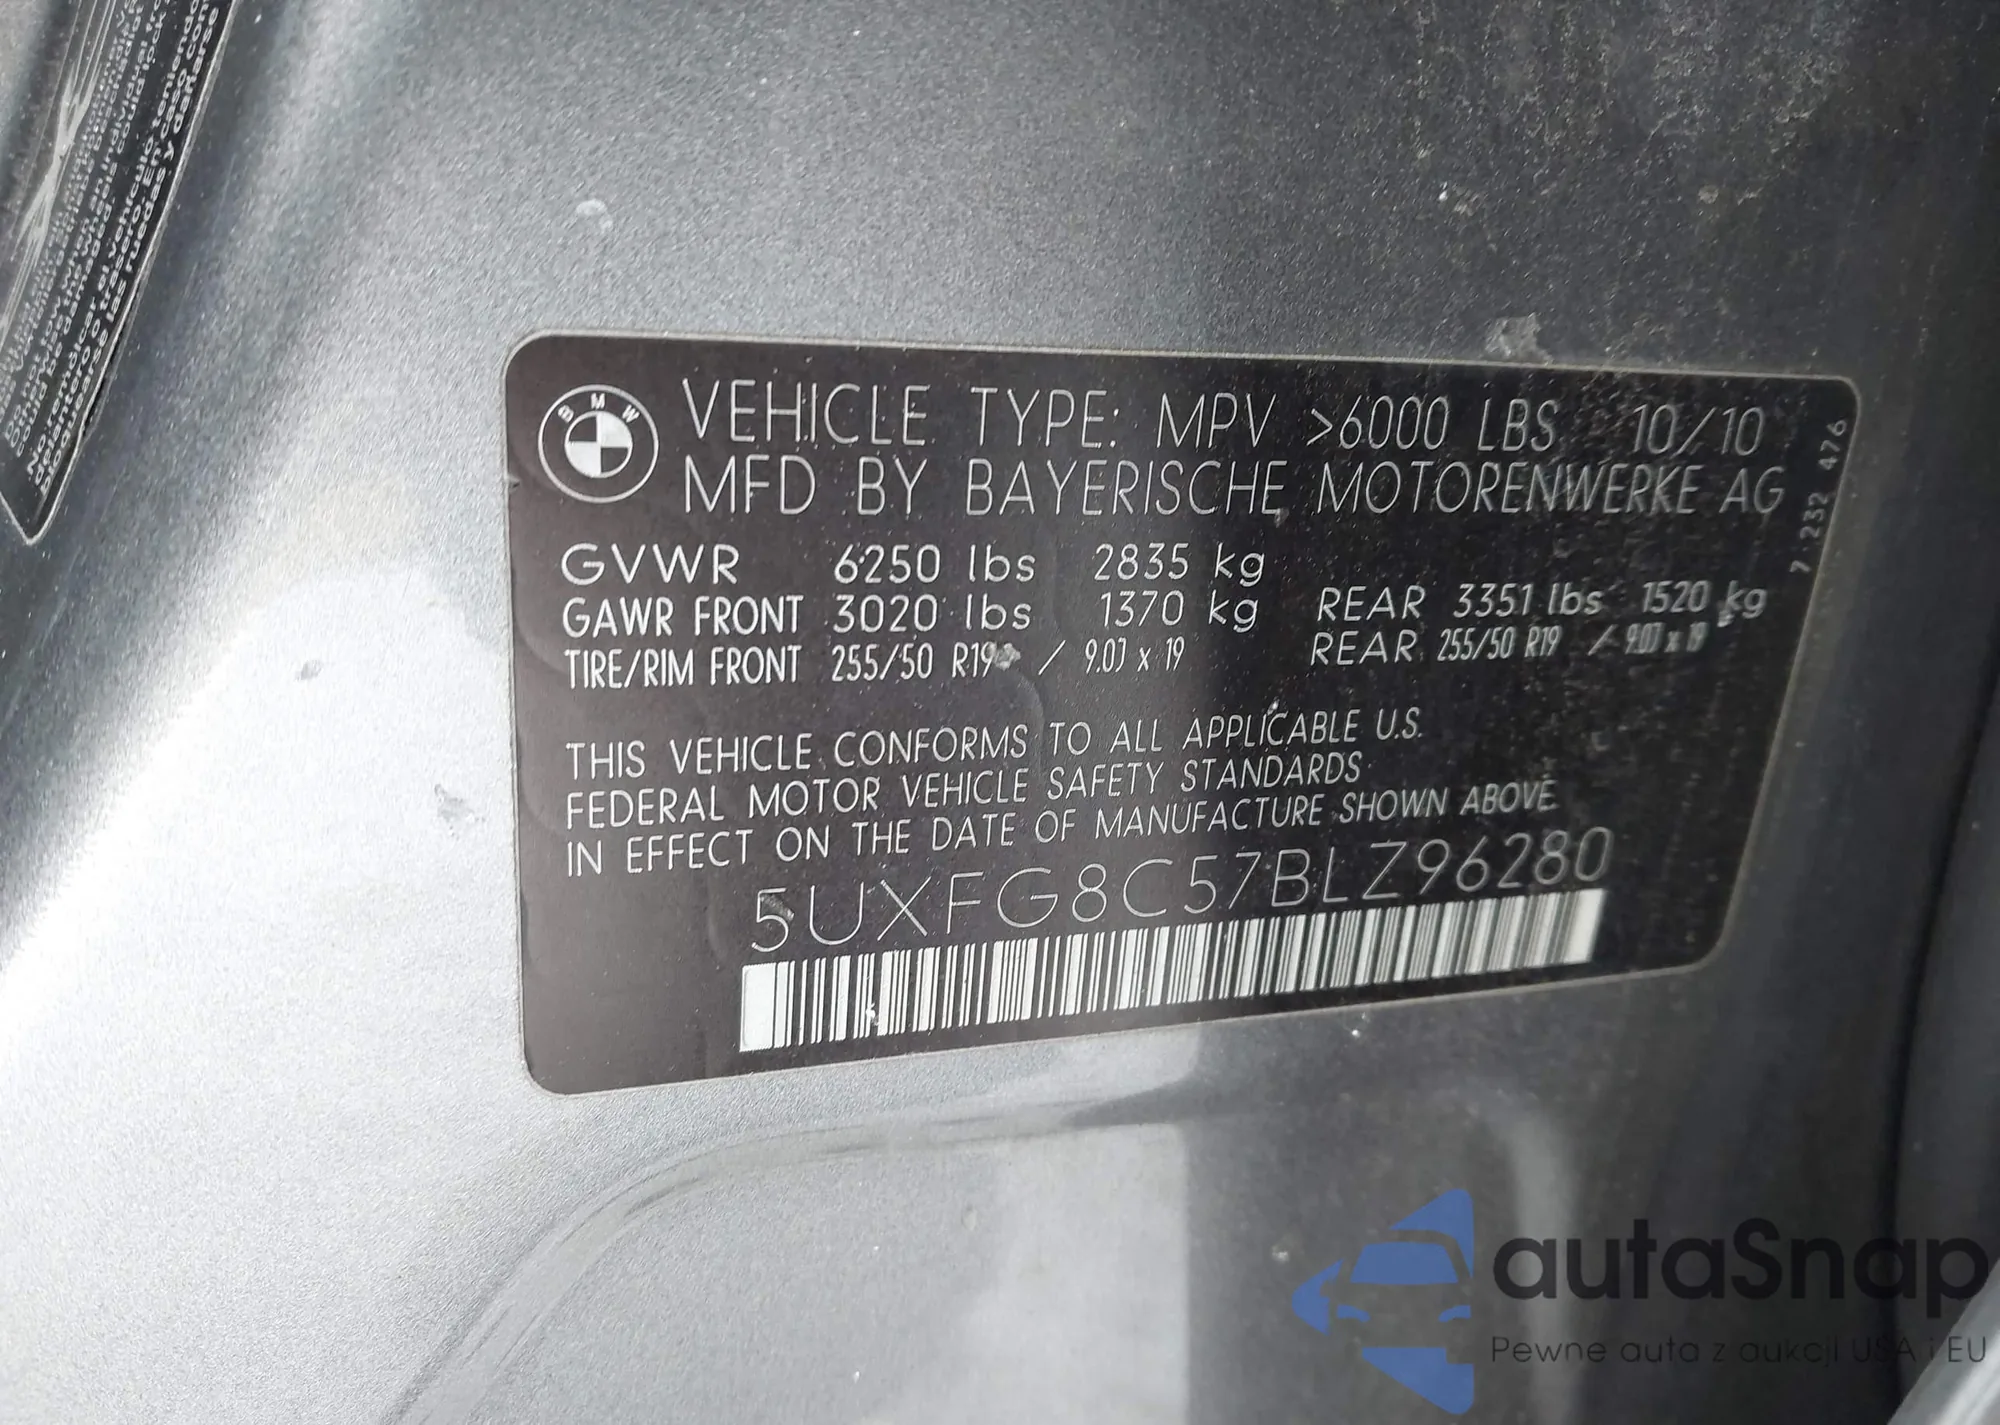 BMW
VEHICLE TYPE: MPV >6000 LBS 10/10
MFD BY BAYERISCHE MOTORENWERKE AG
7 232 476
GVWR 6250 lbs 2835 kg
GAWR FRONT 3020 lbs 1370 kg REAR 3351 lbs 1520 kg
TIRE/RIM FRONT 255/50 R19 / 9.0J x 19 REAR 255/50 R19 / 9.0J x 19
THIS VEHICLE CONFORMS TO ALL APPLICABLE U.S.
FEDERAL MOTOR VEHICLE SAFETY STANDARDS
IN EFFECT ON THE DATE OF MANUFACTURE SHOWN ABOVE.
5UXFG8C57BLZ96280
autaSnap
Pewne auta z aukcji USA i EU